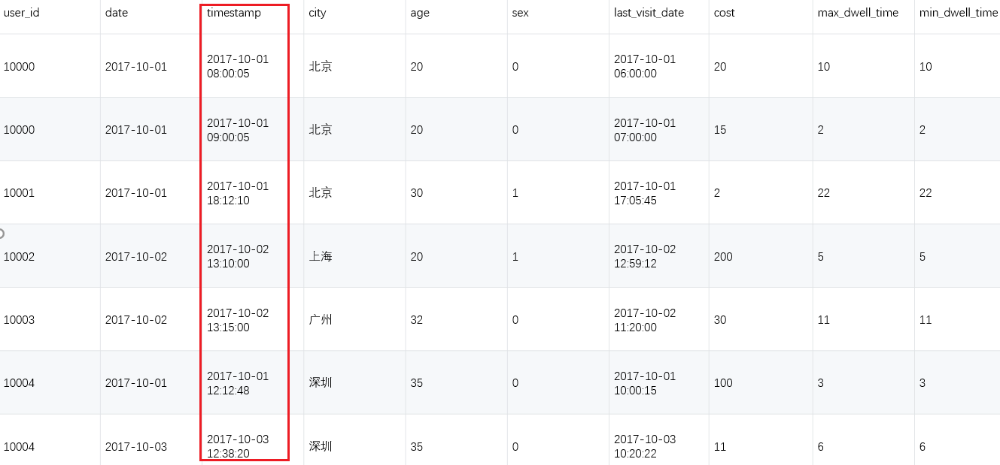 user_id date timestamp city age sex last_visit_date cost max_dwell_time min_dwell_time
10000 2017-10-01 2017-10-01 08:00:05 北京 20 0 2017-10-01 06:00:00 20 10 10
10000 2017-10-01 2017-10-01 09:00:05 北京 20 0 2017-10-01 07:00:00 15 2 2
10001 2017-10-01 2017-10-01 18:12:10 北京 30 1 2017-10-01 17:05:45 2 22 22
10002 2017-10-02 2017-10-02 13:10:00 上海 20 1 2017-10-02 12:59:12 200 5 5
10003 2017-10-02 2017-10-02 13:15:00 广州 32 0 2017-10-02 11:20:00 30 11 11
10004 2017-10-01 2017-10-01 12:12:48 深圳 35 0 2017-10-01 10:00:15 100 3 3
10004 2017-10-03 2017-10-03 12:38:20 深圳 35 0 2017-10-03 10:20:22 11 6 6